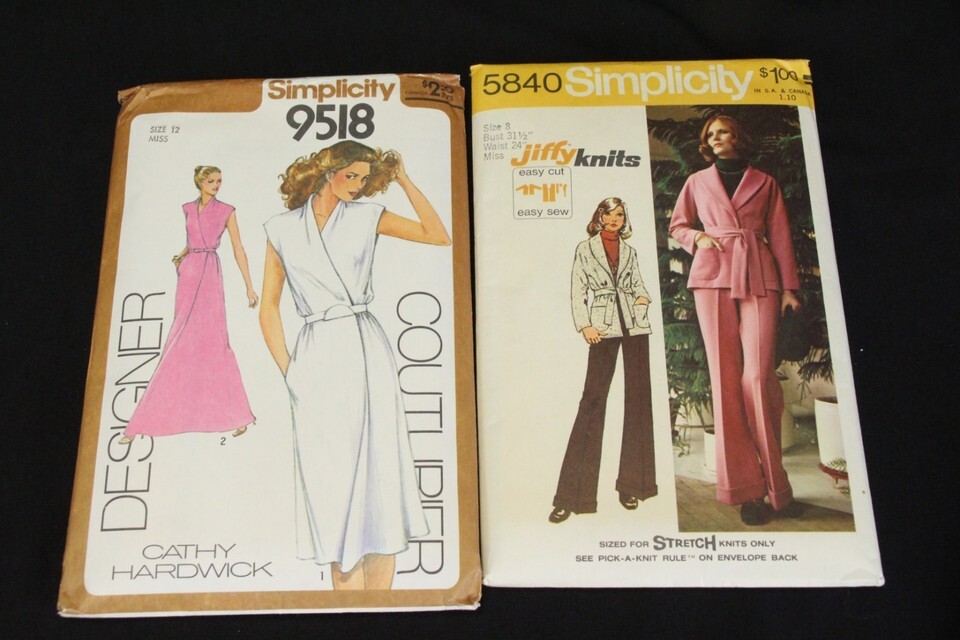 Simplicity
9518
SIZE 12
MISS
DESIGNER
COUTURIER
2
1
CATHY
HARDWICK
5840 Simplicity
$1.00
IN S.A. & CANADA
1.10
Size 8
Bust 31½"
Waist 24"
Miss
jiffy knits
easy cut
easy sew
SIZED FOR STRETCH KNITS ONLY
SEE PICK-A-KNIT RULE™ ON ENVELOPE BACK